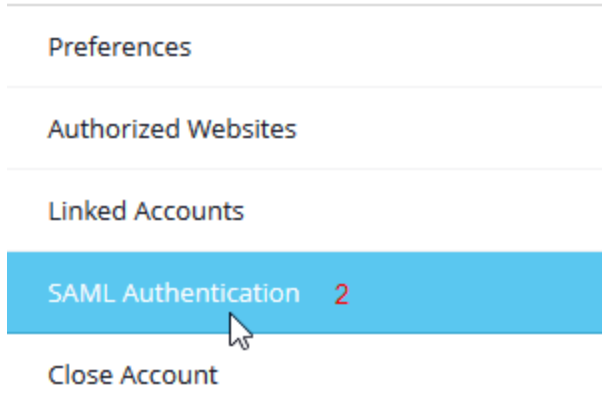 Preferences
Authorized Websites
Linked Accounts
SAML Authentication 2
Close Account